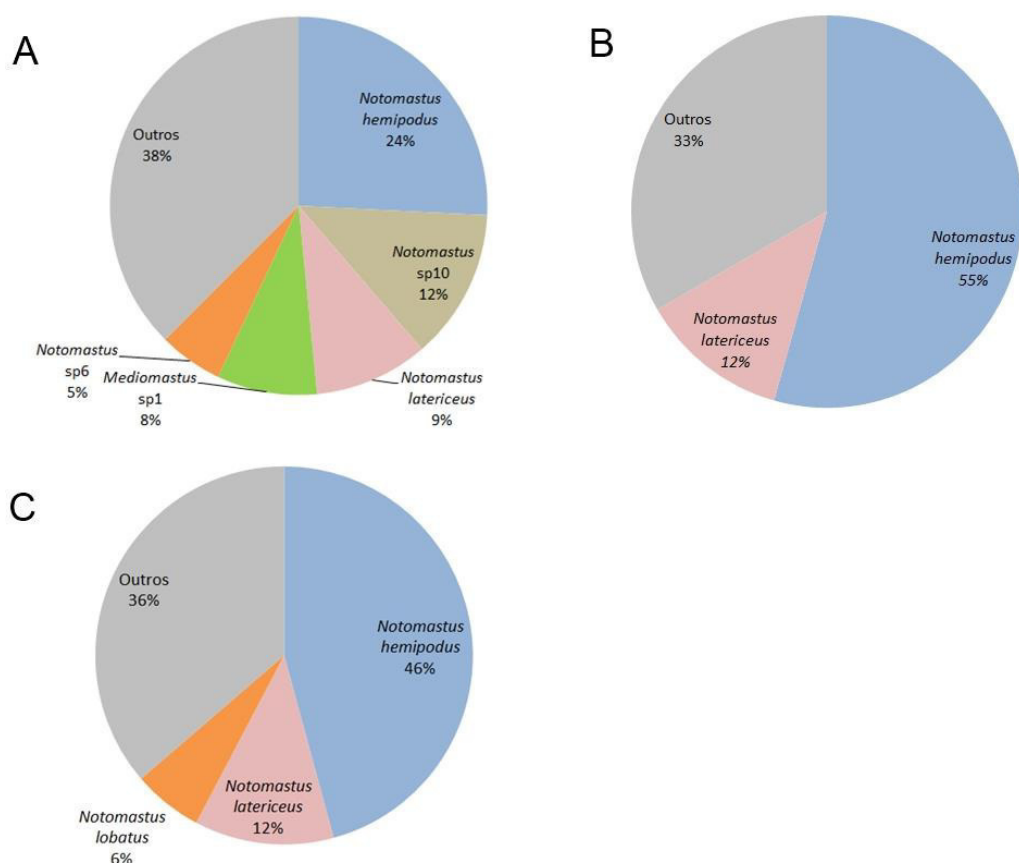 A
Outros
38%
Notomastus
hemipodus
24%
Notomastus
sp10
12%
Notomastus
latericeus
9%
Mediomastus
sp1
8%
Notomastus
sp6
5%
B
Outros
33%
Notomastus
hemipodus
55%
Notomastus
latericeus
12%
C
Outros
36%
Notomastus
hemipodus
46%
Notomastus
latericeus
12%
Notomastus
lobatus
6%